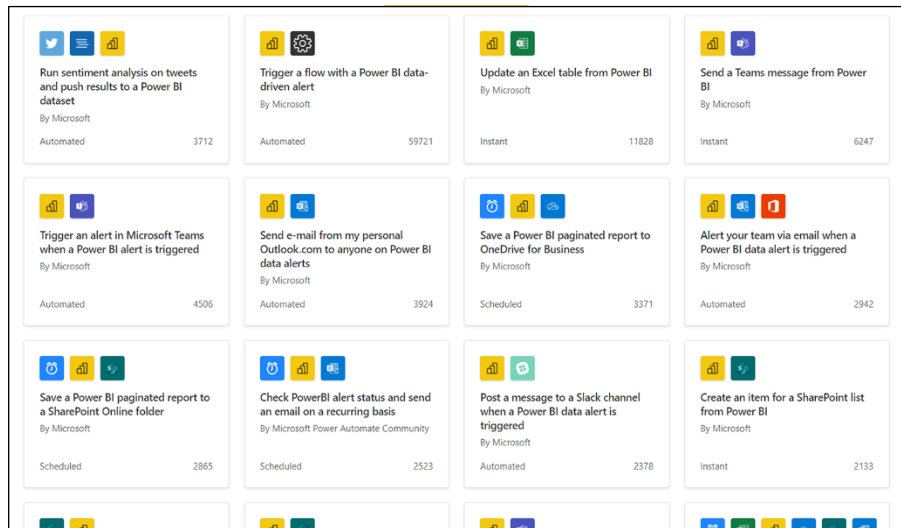 Run sentiment analysis on tweets
and push results to a Power BI
dataset
By Microsoft
Automated 3712
Trigger a flow with a Power BI data-
driven alert
By Microsoft
Automated 59721
Update an Excel table from Power BI
By Microsoft
Instant 11828
Send a Teams message from Power
BI
By Microsoft
Instant 6247
Trigger an alert in Microsoft Teams
when a Power BI alert is triggered
By Microsoft
Automated 4506
Send e-mail from my personal
Outlook.com to anyone on Power BI
data alerts
By Microsoft
Automated 3924
Save a Power BI paginated report to
OneDrive for Business
By Microsoft
Scheduled 3371
Alert your team via email when a
Power BI data alert is triggered
By Microsoft
Automated 2942
Save a Power BI paginated report to
a SharePoint Online folder
By Microsoft
Scheduled 2865
Check PowerBI alert status and send
an email on a recurring basis
By Microsoft Power Automate Community
Scheduled 2523
Post a message to a Slack channel
when a Power BI data alert is
triggered
By Microsoft
Automated 2378
Create an item for a SharePoint list
from Power BI
By Microsoft
Instant 2133